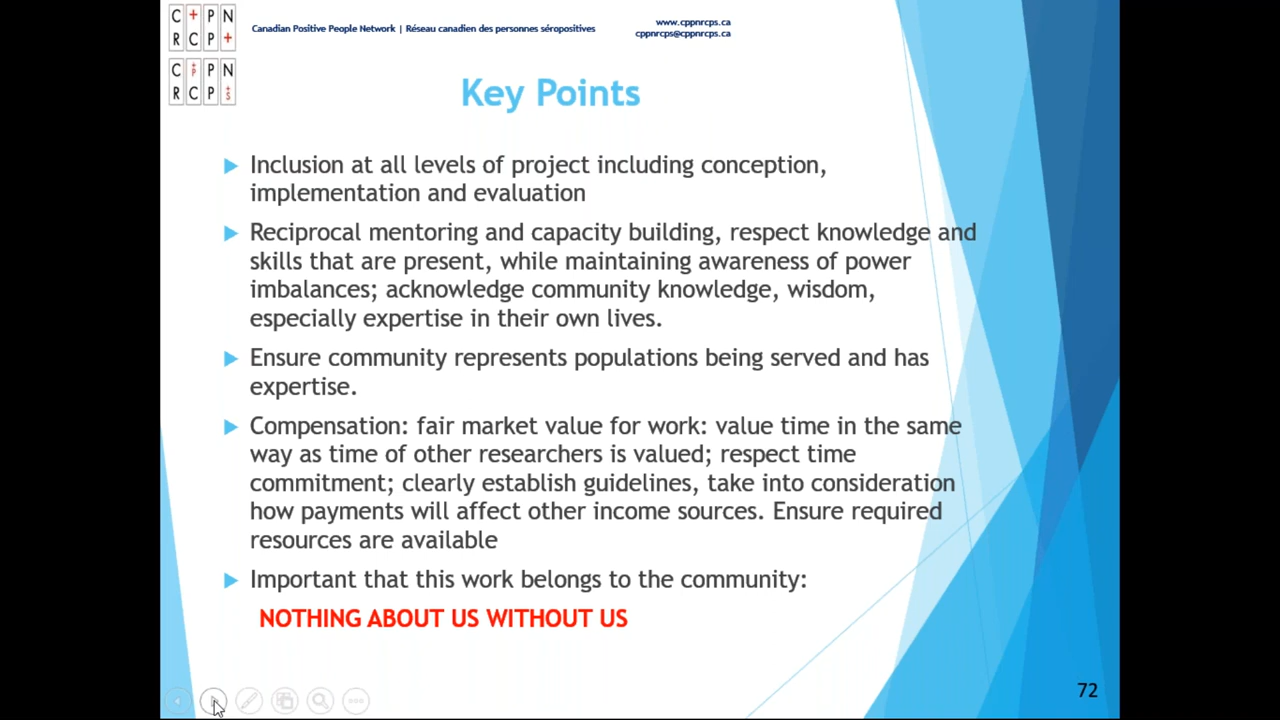 C + P N
R C P +
Canadian Positive People Network | Réseau canadien des personnes séropositives
www.cppnrcps.ca
cppnrcps@cppnrcps.ca
C +P P N
R C P +S
Key Points
Inclusion at all levels of project including conception,
implementation and evaluation
Reciprocal mentoring and capacity building, respect knowledge and
skills that are present, while maintaining awareness of power
imbalances; acknowledge community knowledge, wisdom,
especially expertise in their own lives.
Ensure community represents populations being served and has
expertise.
Compensation: fair market value for work: value time in the same
way as time of other researchers is valued; respect time
commitment; clearly establish guidelines, take into consideration
how payments will affect other income sources. Ensure required
resources are available
Important that this work belongs to the community:
NOTHING ABOUT US WITHOUT US
72